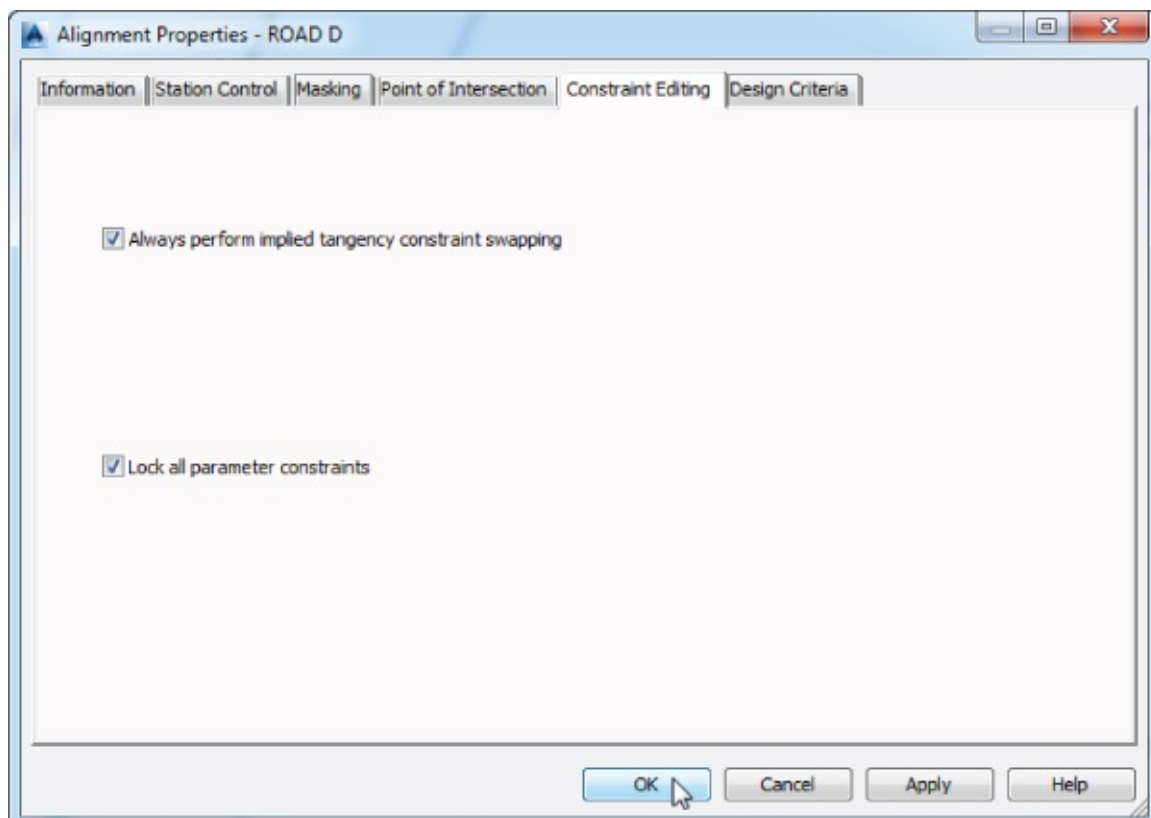 Alignment Properties - ROAD D
Information Station Control Masking Point of Intersection Constraint Editing Design Criteria
Always perform implied tangency constraint swapping
Lock all parameter constraints
OK Cancel Apply Help